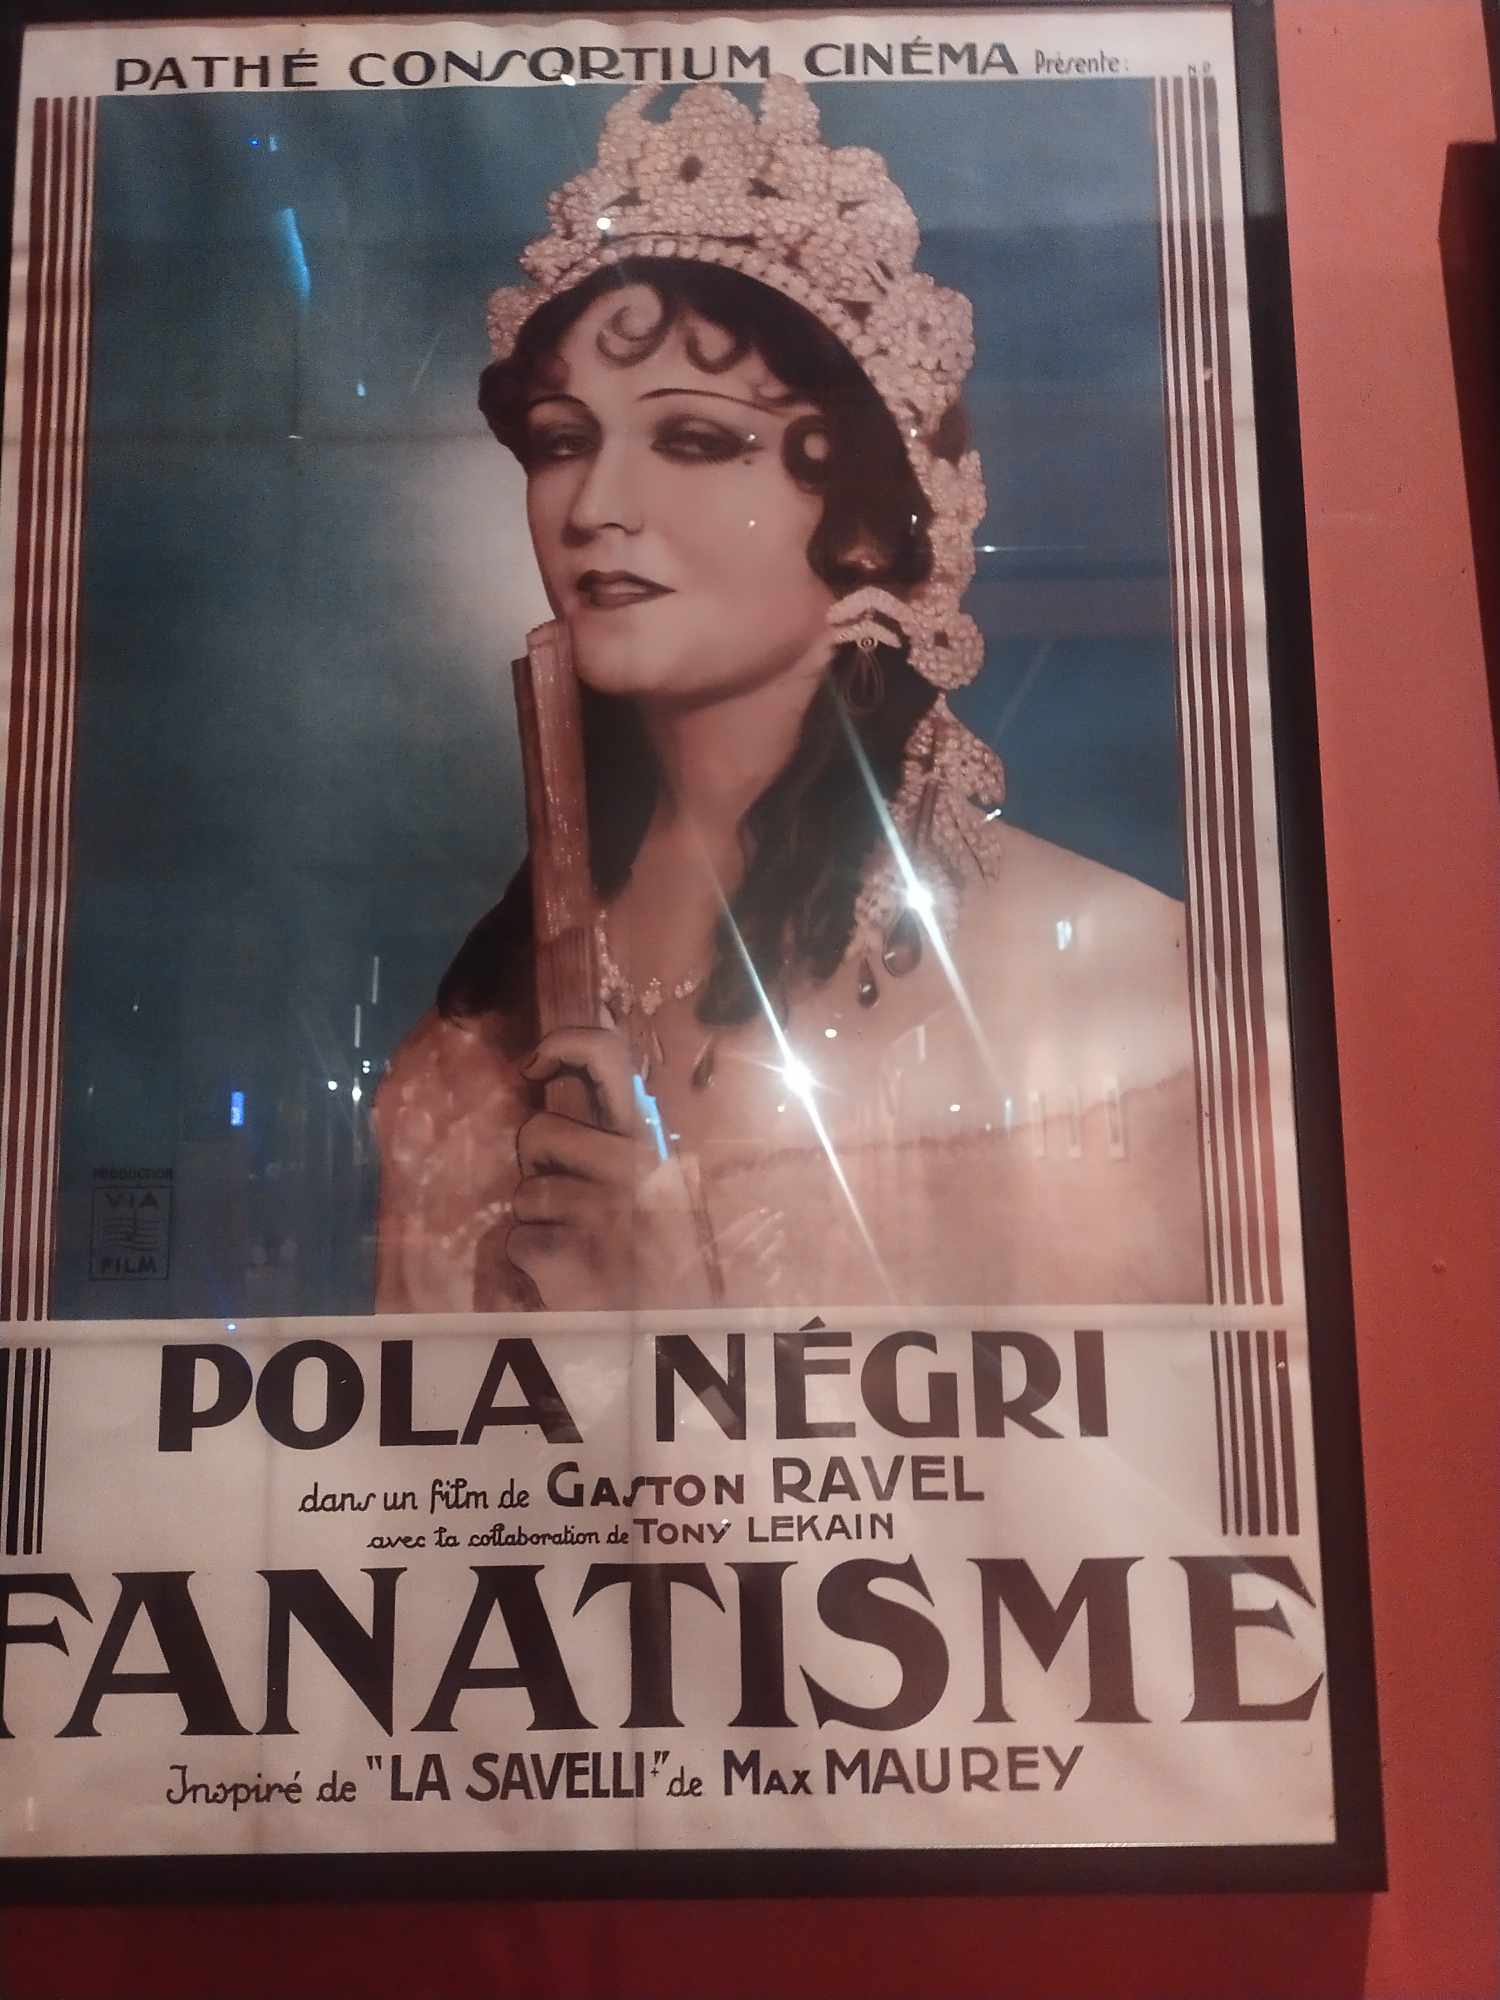 PATHÉ CONSORTIUM CINÉMA Présente :
N.P.
PRODUCTION
VIA
FILM
POLA NÉGRI
dans un film de GASTON RAVEL
avec la collaboration de TONY LEKAIN
FANATISME
Inspiré de "LA SAVELLI" de MAX MAUREY